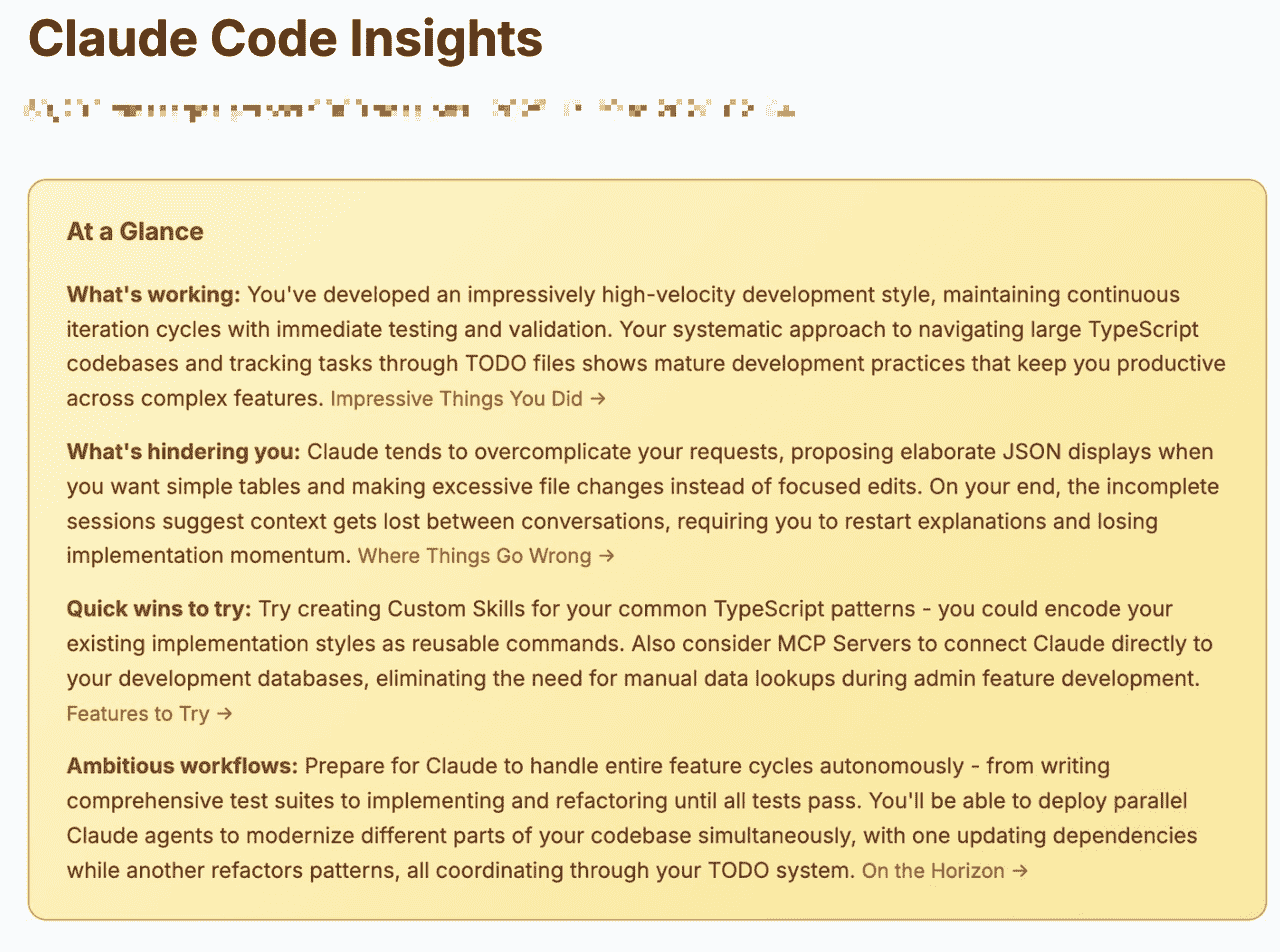 Claude Code Insights
At a Glance
What's working: You've developed an impressively high-velocity development style, maintaining continuous
iteration cycles with immediate testing and validation. Your systematic approach to navigating large TypeScript
codebases and tracking tasks through TODO files shows mature development practices that keep you productive
across complex features. Impressive Things You Did →
What's hindering you: Claude tends to overcomplicate your requests, proposing elaborate JSON displays when
you want simple tables and making excessive file changes instead of focused edits. On your end, the incomplete
sessions suggest context gets lost between conversations, requiring you to restart explanations and losing
implementation momentum. Where Things Go Wrong →
Quick wins to try: Try creating Custom Skills for your common TypeScript patterns - you could encode your
existing implementation styles as reusable commands. Also consider MCP Servers to connect Claude directly to
your development databases, eliminating the need for manual data lookups during admin feature development.
Features to Try →
Ambitious workflows: Prepare for Claude to handle entire feature cycles autonomously - from writing
comprehensive test suites to implementing and refactoring until all tests pass. You'll be able to deploy parallel
Claude agents to modernize different parts of your codebase simultaneously, with one updating dependencies
while another refactors patterns, all coordinating through your TODO system. On the Horizon →